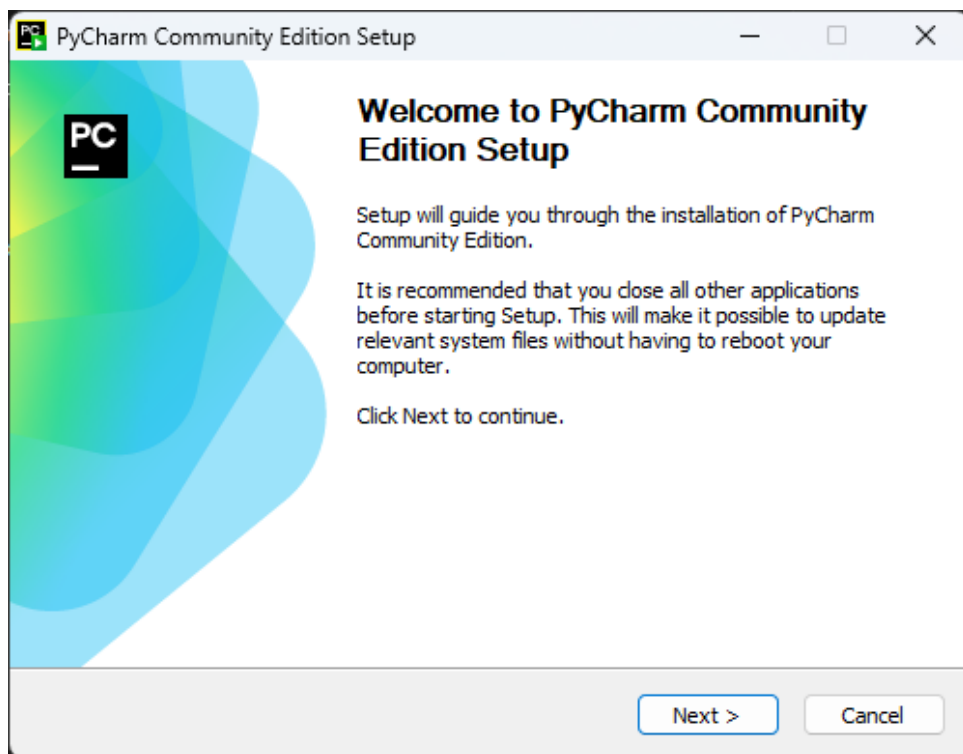 PC PyCharm Community Edition Setup
PC
Welcome to PyCharm Community
Edition Setup
Setup will guide you through the installation of PyCharm
Community Edition.
It is recommended that you close all other applications
before starting Setup. This will make it possible to update
relevant system files without having to reboot your
computer.
Click Next to continue.
Next > Cancel